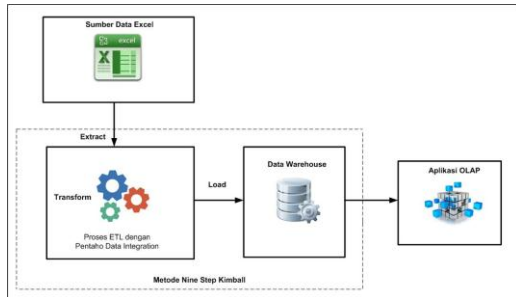 Sumber Data Excel
excel
Extract
Transform
Proses ETL dengan
Pentaho Data Integration
Load
Data Warehouse
Aplikasi OLAP
Metode Nine Step Kimball